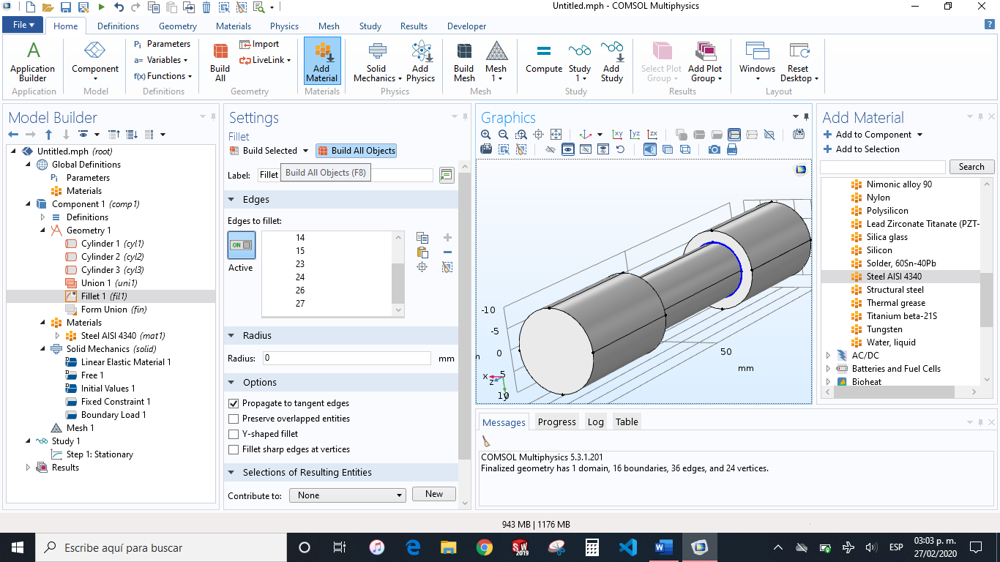 Untitled.mph - COMSOL Multiphysics
File Home Definitions Geometry Materials Physics Mesh Study Results Developer
Application Builder
Application
Component
Model
Pi Parameters
a= Variables
f(x) Functions
Definitions
Build All
Import
LiveLink
Geometry
Add Material
Materials
Solid Mechanics
Add Physics
Physics
Build Mesh
Mesh 1
Mesh
Compute
Study 1
Add Study
Study
Select Plot Group
Add Plot Group
Results
Windows
Reset Desktop
Layout
Model Builder
Untitled.mph (root)
Global Definitions
Pi Parameters
Materials
Component 1 (comp1)
Definitions
Geometry 1
Cylinder 1 (cyl1)
Cylinder 2 (cyl2)
Cylinder 3 (cyl3)
Union 1 (uni1)
Fillet 1 (fil1)
Form Union (fin)
Materials
Steel AISI 4340 (mat1)
Solid Mechanics (solid)
Linear Elastic Material 1
Free 1
Initial Values 1
Fixed Constraint 1
Boundary Load 1
Mesh 1
Study 1
Step 1: Stationary
Results
Settings
Fillet
Build Selected Build All Objects
Label: Fillet
Build All Objects (F8)
Edges
Edges to fillet:
ON
Active
14
15
23
24
26
27
Radius
Radius: 0 mm
Options
Propagate to tangent edges
Preserve overlapped entities
Y-shaped fillet
Fillet sharp edges at vertices
Selections of Resulting Entities
Contribute to: None New
Graphics
xy yz zx
-10
-5
0
5
10
50
mm
x
z
y
Messages Progress Log Table
COMSOL Multiphysics 5.3.1.201
Finalized geometry has 1 domain, 16 boundaries, 36 edges, and 24 vertices.
Add Material
Add to Component
Add to Selection
Search
Nimonic alloy 90
Nylon
Polysilicon
Lead Zirconate Titanate (PZT-
Silica glass
Silicon
Solder, 60Sn-40Pb
Steel AISI 4340
Structural steel
Thermal grease
Titanium beta-21S
Tungsten
Water, liquid
AC/DC
Batteries and Fuel Cells
Bioheat
943 MB | 1176 MB
Escribe aquí para buscar
SW
2019
ESP
03:03 p. m.
27/02/2020